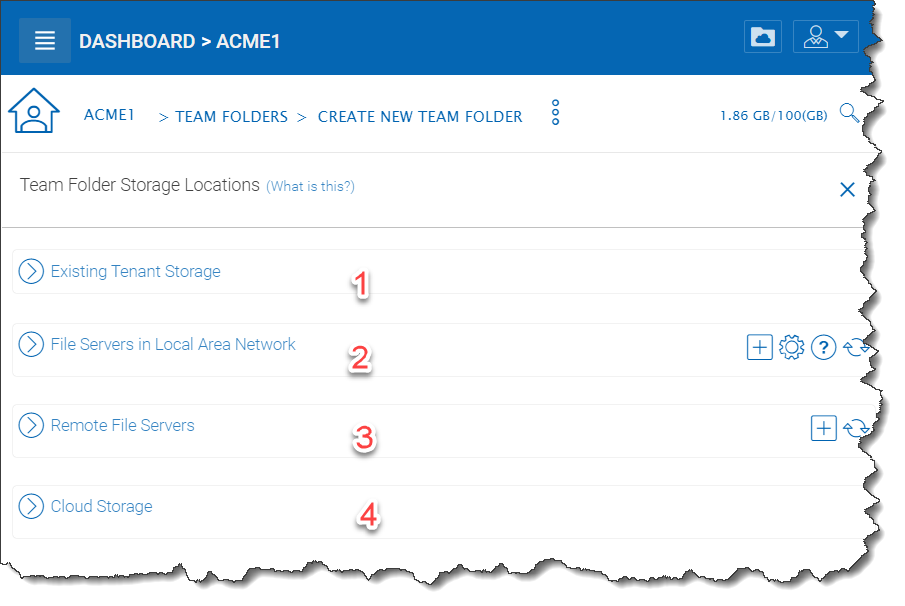 DASHBOARD > ACME1
ACME1 > TEAM FOLDERS > CREATE NEW TEAM FOLDER 1.86 GB/100(GB)
Team Folder Storage Locations (What is this?)
Existing Tenant Storage 1
File Servers in Local Area Network 2 ?
Remote File Servers 3
Cloud Storage 4